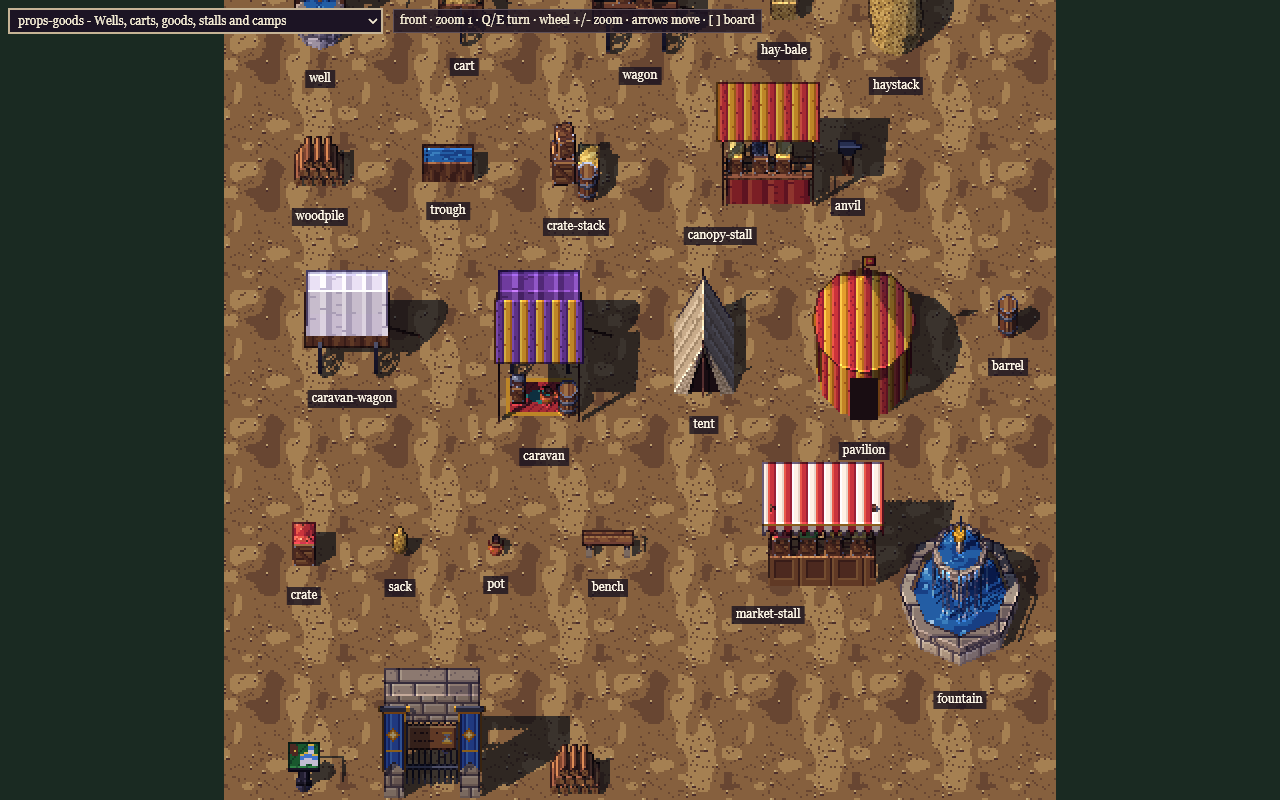 props-goods - Wells, carts, goods, stalls and camps
front · zoom 1 · Q/E turn · wheel +/- zoom · arrows move · [ ] board
well
cart
wagon
hay-bale
haystack
woodpile
trough
crate-stack
canopy-stall
anvil
caravan-wagon
caravan
tent
pavilion
barrel
crate
sack
pot
bench
market-stall
fountain